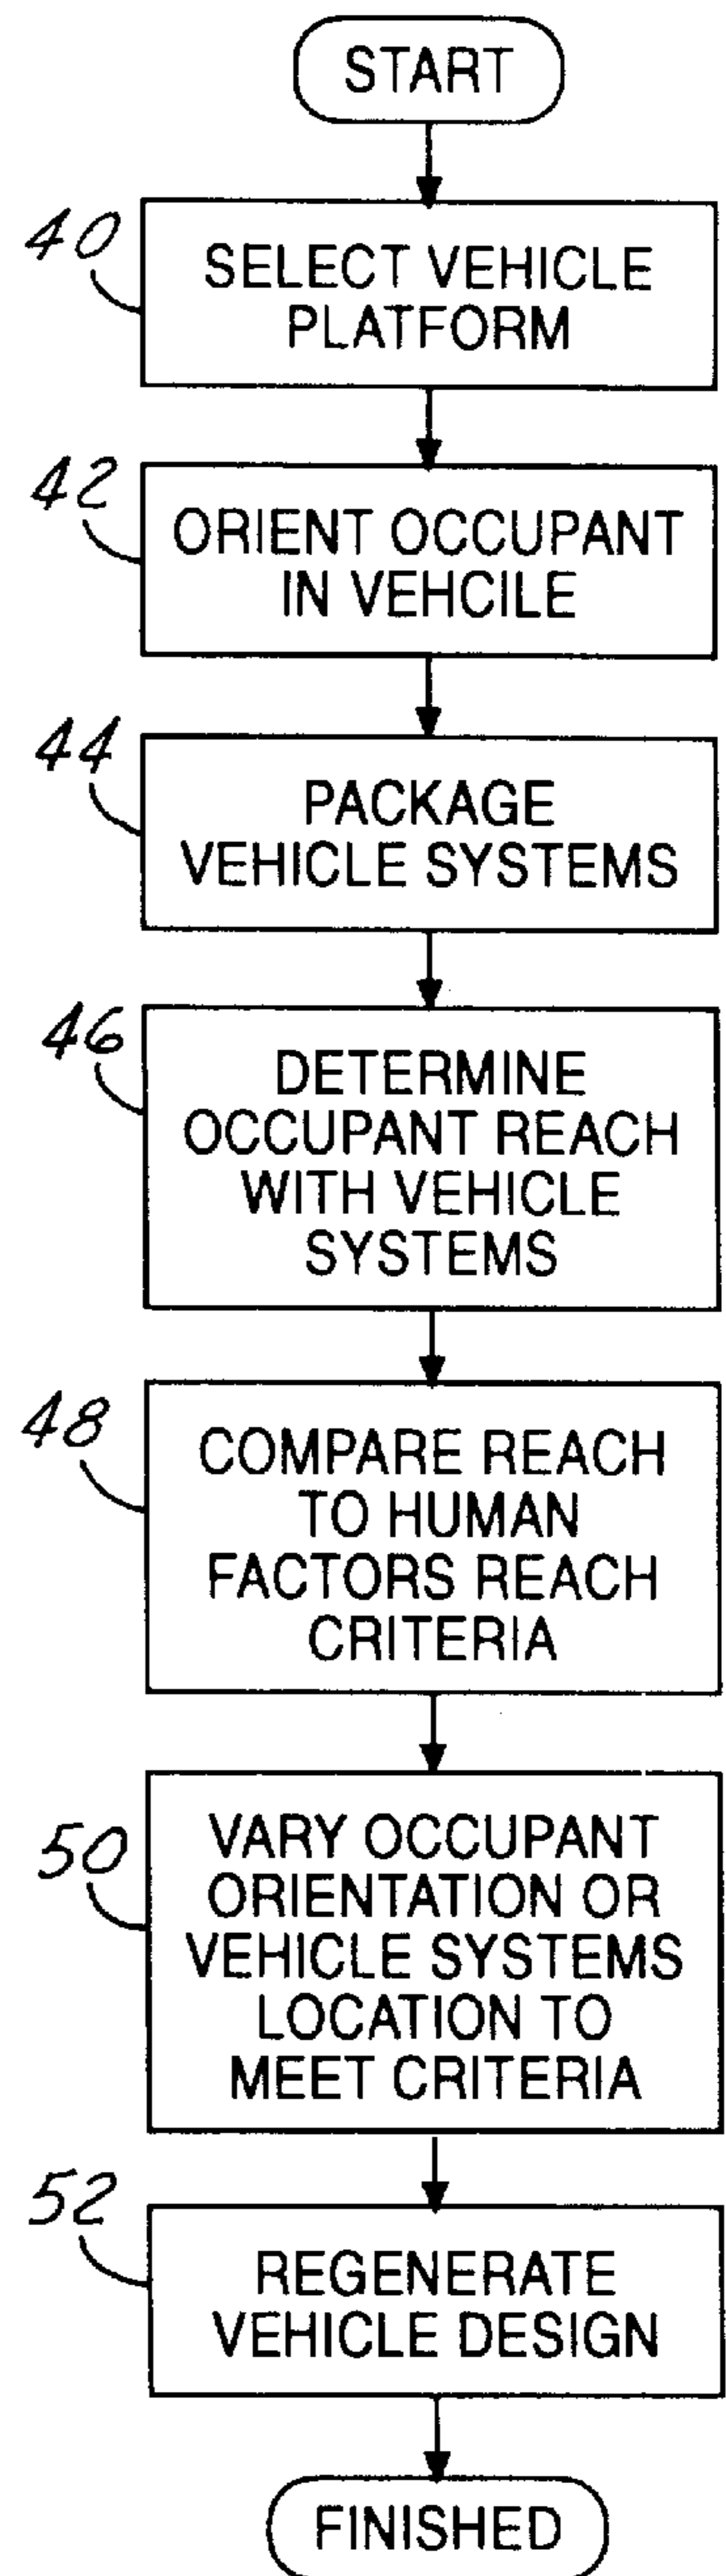 START
40
SELECT VEHICLE
PLATFORM
42
ORIENT OCCUPANT
IN VEHCILE
44
PACKAGE
VEHICLE SYSTEMS
46
DETERMINE
OCCUPANT REACH
WITH VEHICLE
SYSTEMS
48
COMPARE REACH
TO HUMAN
FACTORS REACH
CRITERIA
50
VARY OCCUPANT
ORIENTATION OR
VEHICLE SYSTEMS
LOCATION TO
MEET CRITERIA
52
REGENERATE
VEHICLE DESIGN
FINISHED